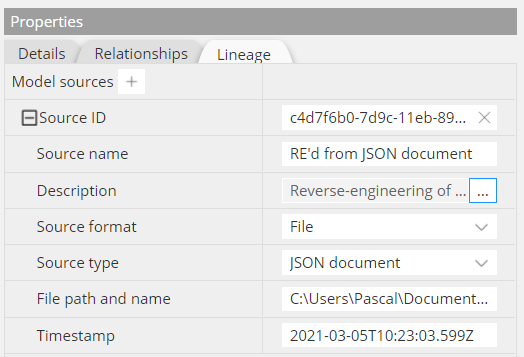 Properties
Details Relationships Lineage
Model sources +
Source ID c4d7f6b0-7d9c-11eb-89...
Source name RE'd from JSON document
Description Reverse-engineering of ... ...
Source format File
Source type JSON document
File path and name C:\Users\Pascal\Document...
Timestamp 2021-03-05T10:23:03.599Z